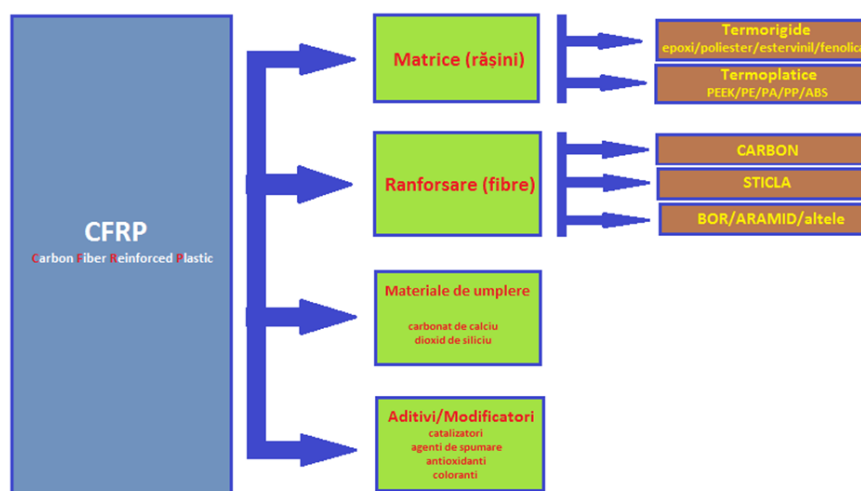 CFRP
Carbon Fiber Reinforced Plastic
Matrice (rășini)
Termorigide
epoxi/poliester/estervinil/fenolica
Termoplatice
PEEK/PE/PA/PP/ABS
Ranforsare (fibre)
CARBON
STICLA
BOR/ARAMID/altele
Materiale de umplere
carbonat de calciu
dioxid de siliciu
Aditivi/Modificatori
catalizatori
agenti de spumare
antioxidanti
coloranti